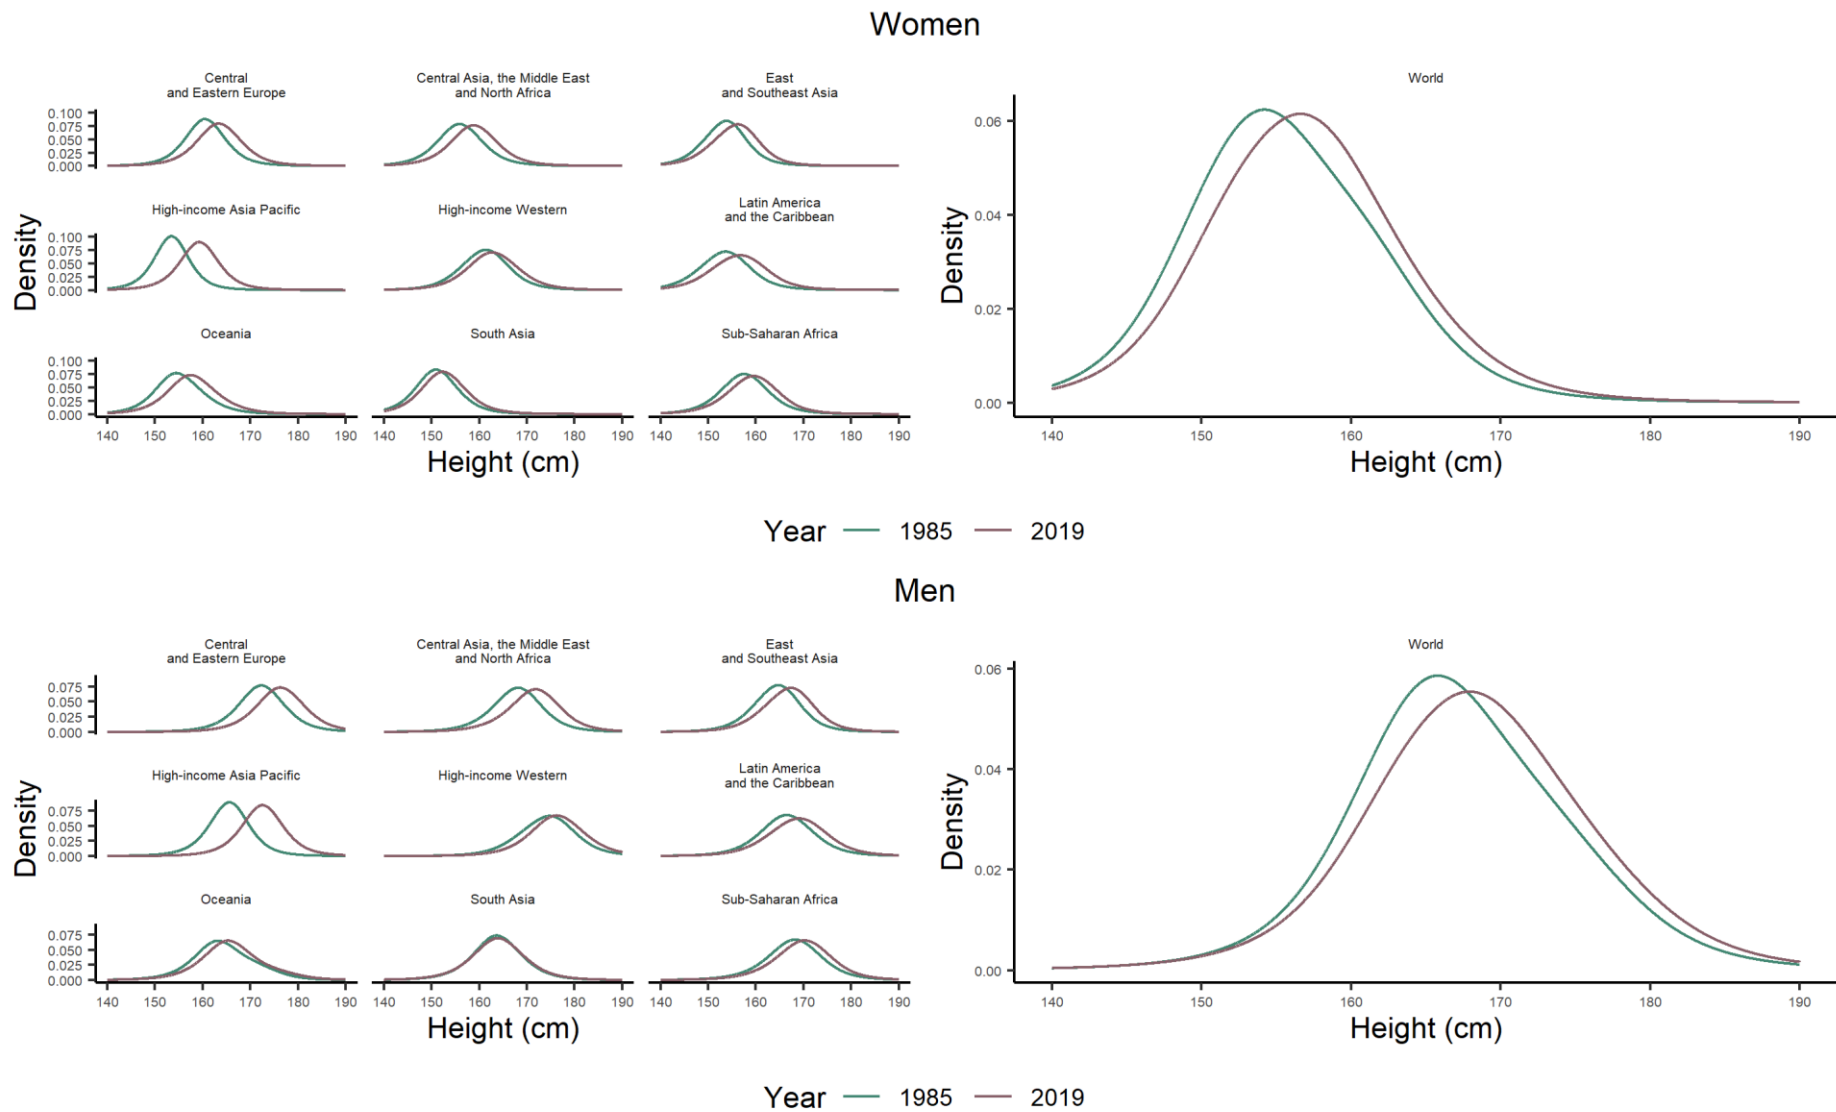 Women
Central
and Eastern Europe
Central Asia, the Middle East
and North Africa
East
and Southeast Asia
0.100
0.075
0.050
0.025
0.000
High-income Asia Pacific
High-income Western
Latin America
and the Caribbean
0.100
0.075
0.050
0.025
0.000
Oceania
South Asia
Sub-Saharan Africa
0.100
0.075
0.050
0.025
0.000
140 150 160 170 180 190
140 150 160 170 180 190
140 150 160 170 180 190
Density
Height (cm)
World
0.06
0.04
0.02
0.00
140 150 160 170 180 190
Density
Height (cm)
Year 1985 2019
Men
Central
and Eastern Europe
Central Asia, the Middle East
and North Africa
East
and Southeast Asia
0.075
0.050
0.025
0.000
High-income Asia Pacific
High-income Western
Latin America
and the Caribbean
0.075
0.050
0.025
0.000
Oceania
South Asia
Sub-Saharan Africa
0.075
0.050
0.025
0.000
140 150 160 170 180 190
140 150 160 170 180 190
140 150 160 170 180 190
Density
Height (cm)
World
0.06
0.04
0.02
0.00
140 150 160 170 180 190
Density
Height (cm)
Year 1985 2019